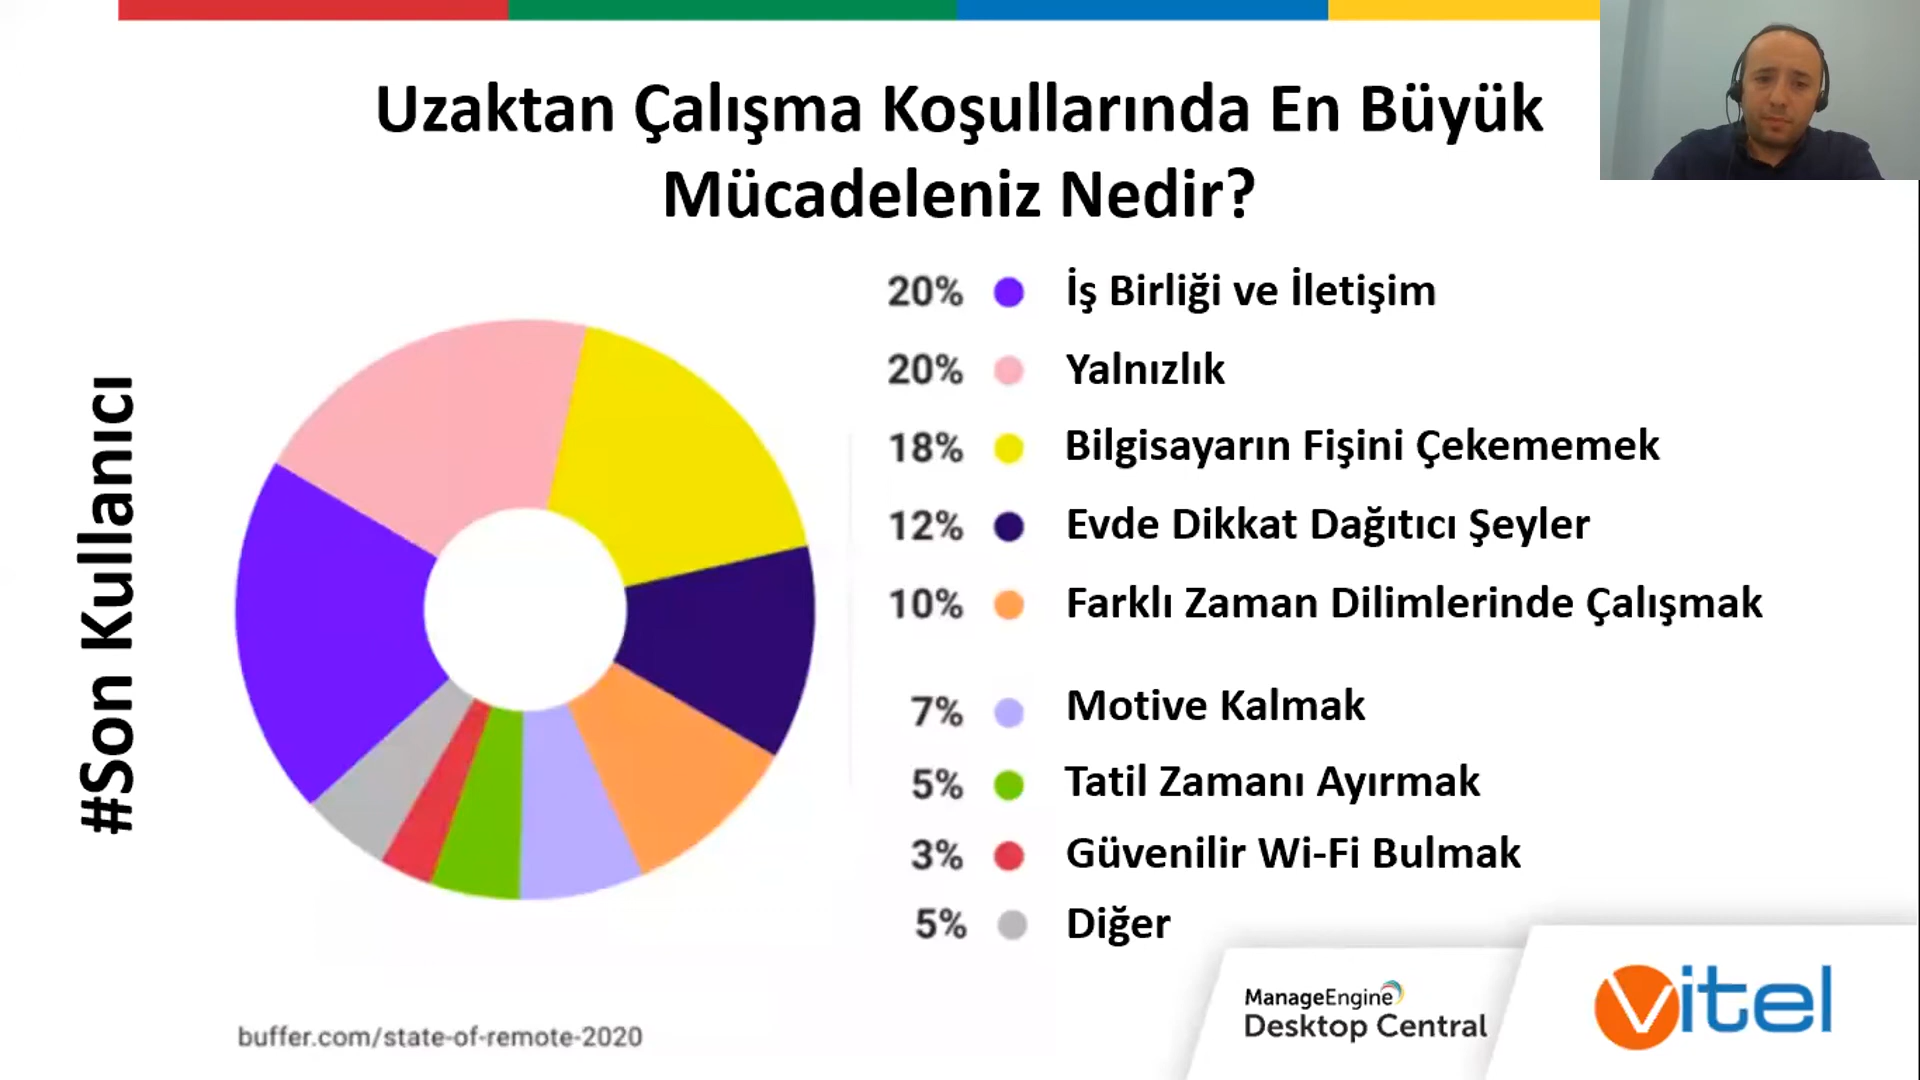 Uzaktan Çalışma Koşullarında En Büyük
Mücadeleniz Nedir?
#Son Kullanıcı
20% İş Birliği ve İletişim
20% Yalnızlık
18% Bilgisayarın Fişini Çekememek
12% Evde Dikkat Dağıtıcı Şeyler
10% Farklı Zaman Dilimlerinde Çalışmak
7% Motive Kalmak
5% Tatil Zamanı Ayırmak
3% Güvenilir Wi-Fi Bulmak
5% Diğer
buffer.com/state-of-remote-2020
ManageEngine
Desktop Central
vitel